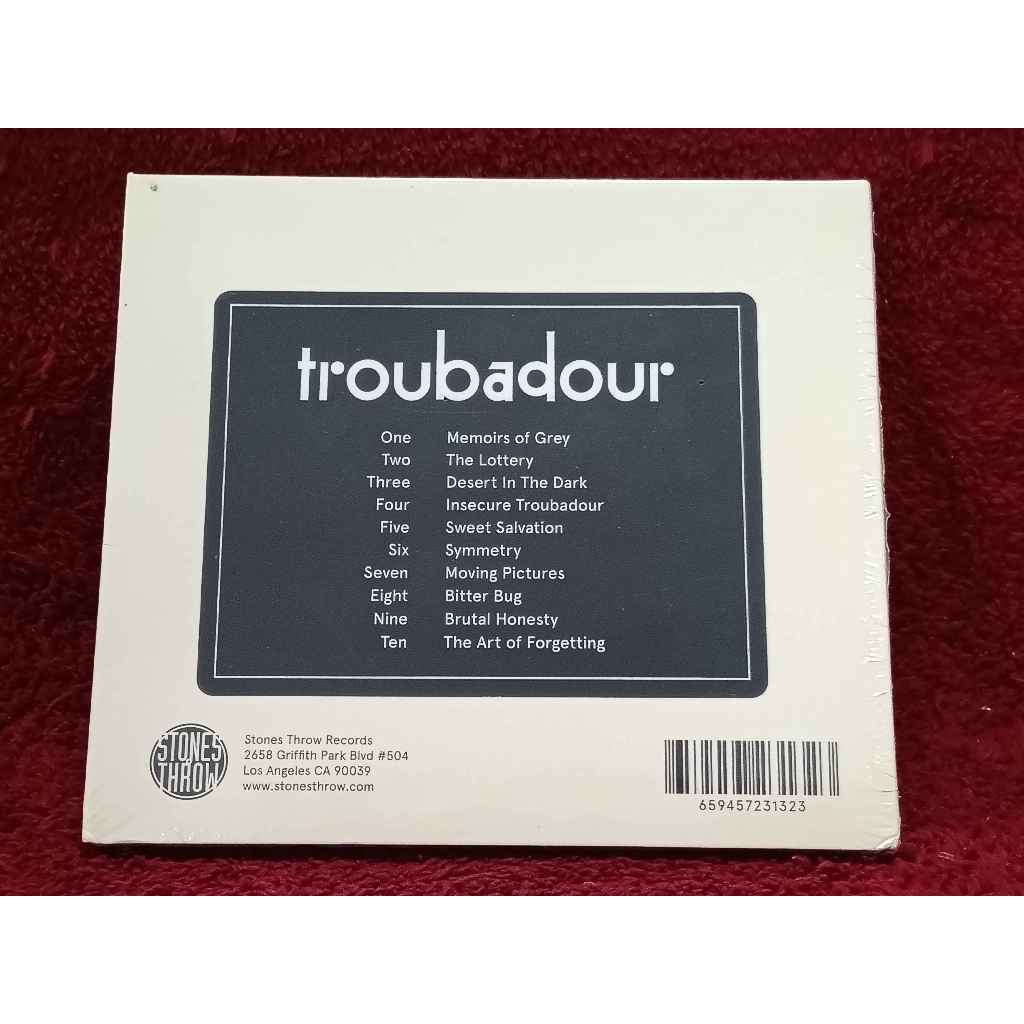 troubadour
One Memoirs of Grey
Two The Lottery
Three Desert In The Dark
Four Insecure Troubadour
Five Sweet Salvation
Six Symmetry
Seven Moving Pictures
Eight Bitter Bug
Nine Brutal Honesty
Ten The Art of Forgetting
STONES
THROW
Stones Throw Records
2658 Griffith Park Blvd #504
Los Angeles CA 90039
www.stonesthrow.com
659457231323